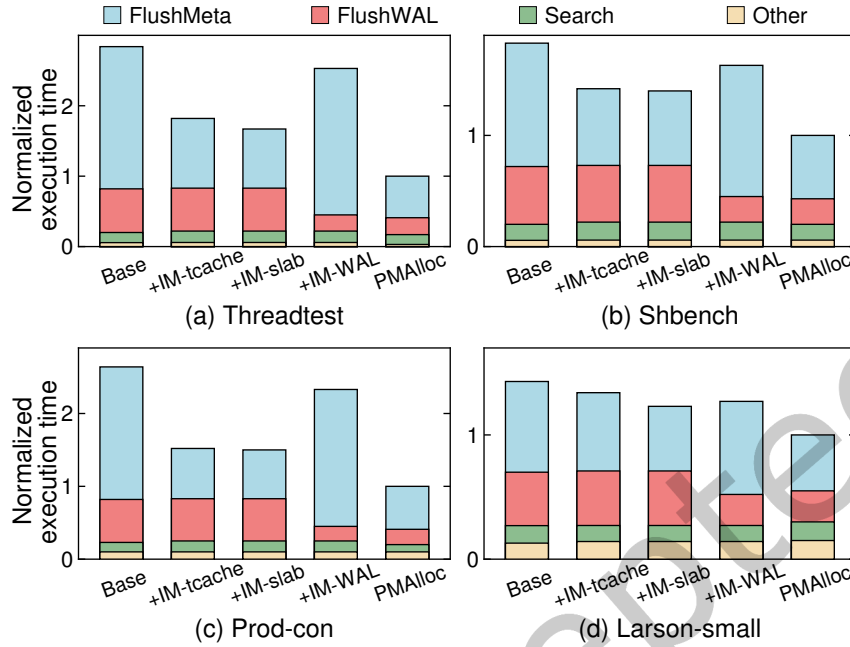 FlushMeta FlushWAL Search Other
Normalized execution time
2
1
0
Base +IM-tcache +IM-slab +IM-WAL PMAlloc
(a) Threadtest
1
0
Base +IM-tcache +IM-slab +IM-WAL PMAlloc
(b) Shbench
Normalized execution time
2
1
0
Base +IM-tcache +IM-slab +IM-WAL PMAlloc
(c) Prod-con
1
0
Base +IM-tcache +IM-slab +IM-WAL PMAlloc
(d) Larson-small